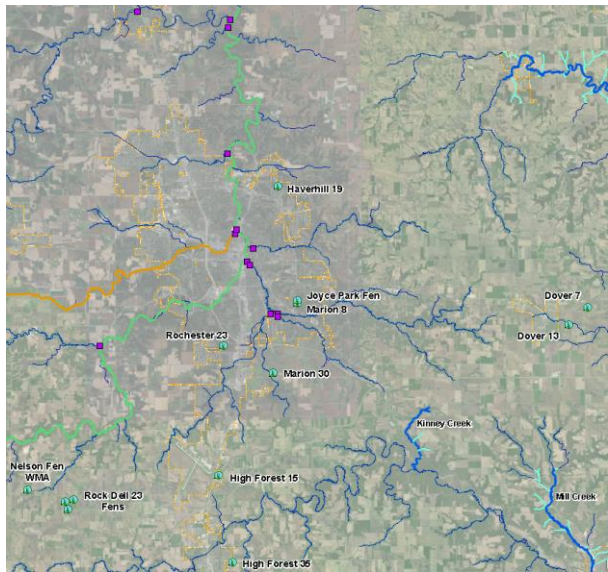 Haverhill 19
Joyce Park Fen
Marion 8
Dover 7
Dover 13
Rochester 23
Marion 30
Kinney Creek
Nelson Fen
WMA
High Forest 15
Rock Dell 23
Fens
Mill Creek
High Forest 35